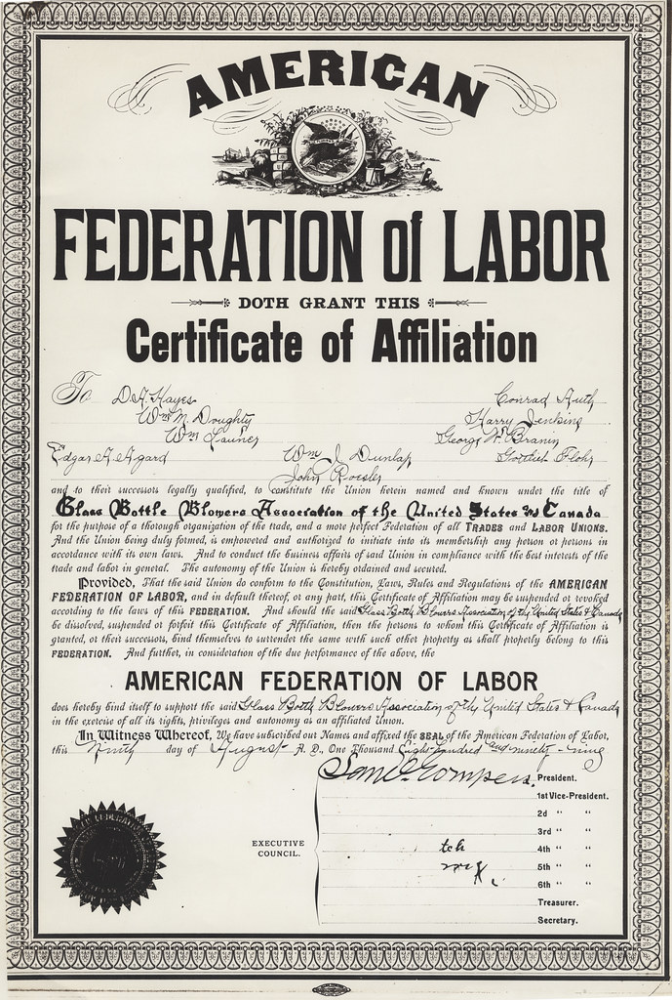 AMERICAN
FEDERATION of LABOR
DOTH GRANT THIS
Certificate of Affiliation
To D.A. Hayes Conrad Auth
Wm M. Doughty Harry Jenkins
Wm Launer George W. Branin
Edgar A. Agard Wm J. Dunlap Gottlieb Flohr
John Roesler
and to their successors legally qualified, to constitute the Union herein named and known under the title of
Glass Bottle Blowers Association of the United States and Canada
for the purpose of a thorough organization of the trade, and a more perfect Federation of all TRADES and LABOR UNIONS.
And the Union being duly formed, is empowered and authorized to initiate into its membership any person or persons in
accordance with its own laws. And to conduct the business affairs of said Union in compliance with the best interests of the
trade and labor in general. The autonomy of the Union is hereby ordained and secured.
Provided, That the said Union do conform to the Constitution, Laws, Rules and Regulations of the AMERICAN
FEDERATION OF LABOR, and in default thereof, or any part, this Certificate of Affiliation may be suspended or revoked
according to the laws of this FEDERATION. And should the said Glass Bottle Blowers Association of the United States & Canada
be dissolved, suspended or forfeit this Certificate of Affiliation, then the persons to whom this Certificate of Affiliation is
granted, or their successors, bind themselves to surrender the same with such other property as shall properly belong to this
FEDERATION. And further, in consideration of the due performance of the above, the
AMERICAN FEDERATION OF LABOR
does hereby bind itself to support the said Glass Bottle Blowers Association of the United States & Canada
in the exercise of all its rights, privileges and autonomy as an affiliated Union.
In Witness Whereof, We have subscribed our Names and affixed the SEAL of the American Federation of Labor,
this Ninth day of August A. D., One Thousand Eight hundred and ninety-nine
Saml Gompers. President.
1st Vice-President.
2d " "
3rd " "
EXECUTIVE
COUNCIL.
4th " "
5th " "
6th " "
Treasurer.
Secretary.